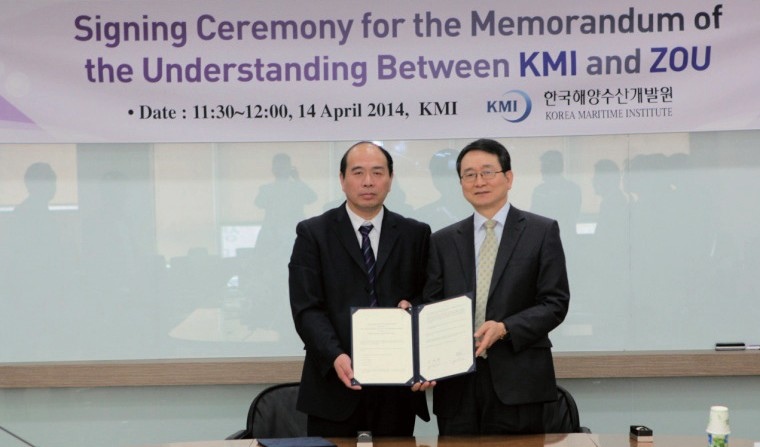 Signing Ceremony for the Memorandum of
the Understanding Between KMI and ZOU
• Date : 11:30~12:00, 14 April 2014, KMI
KMI 한국해양수산개발원
KOREA MARITIME INSTITUTE